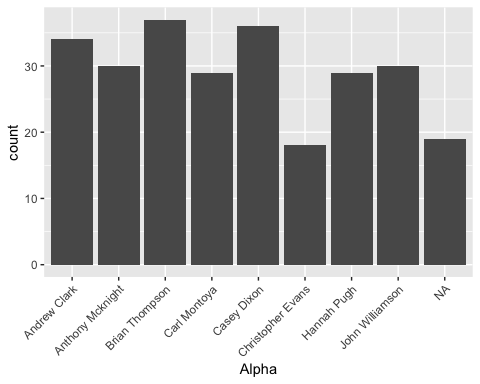 count
30
20
10
0
Andrew Clark
Anthony Mcknight
Brian Thompson
Carl Montoya
Casey Dixon
Christopher Evans
Hannah Pugh
John Williamson
NA
Alpha